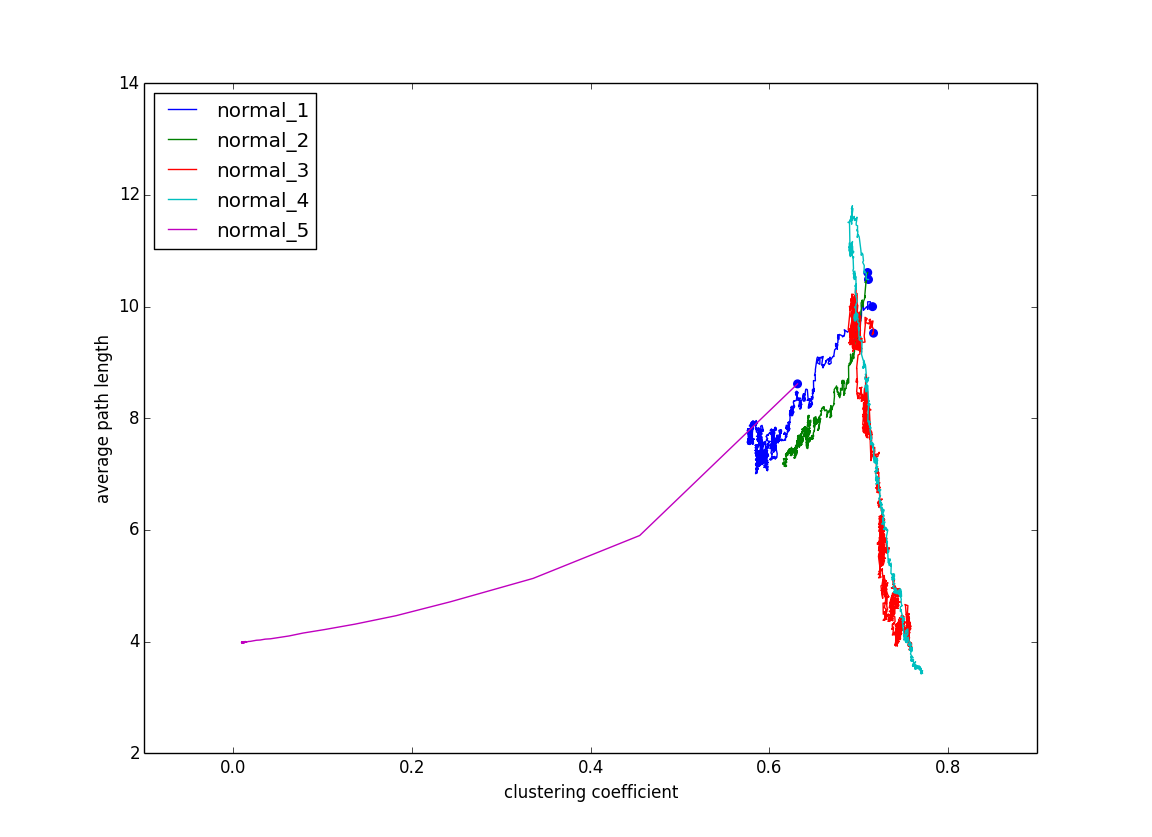 14
12
10
8
6
4
2
average path length
normal_1
normal_2
normal_3
normal_4
normal_5
0.0 0.2 0.4 0.6 0.8
clustering coefficient